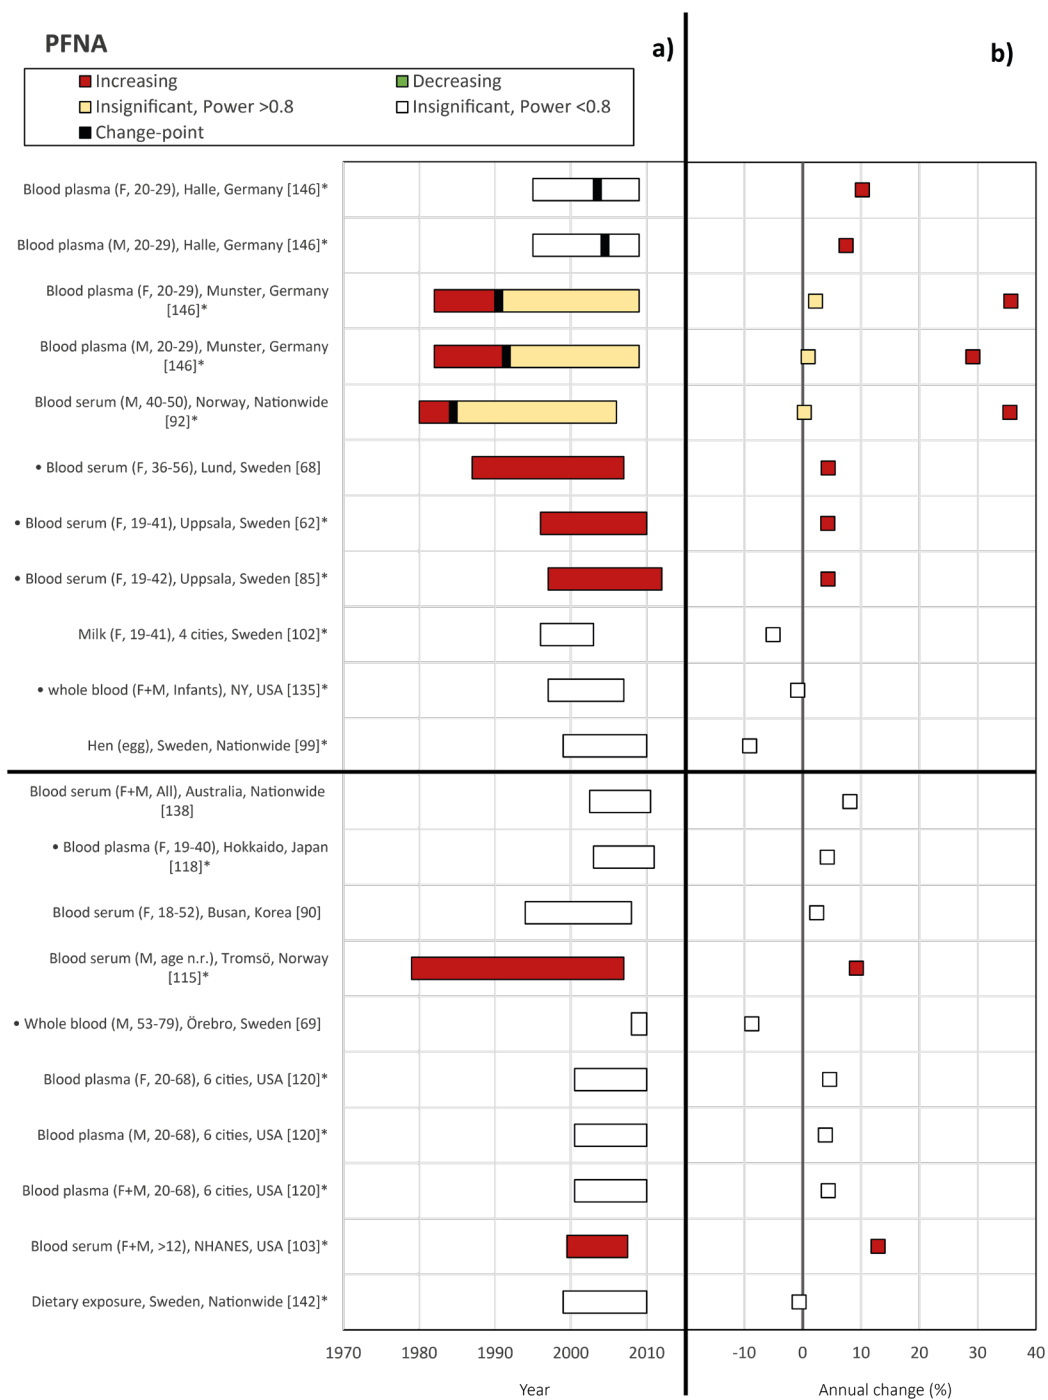 PFNA
a)
b)
Increasing
Decreasing
Insignificant, Power >0.8
Insignificant, Power <0.8
Change-point
Blood plasma (F, 20-29), Halle, Germany [146]*
Blood plasma (M, 20-29), Halle, Germany [146]*
Blood plasma (F, 20-29), Munster, Germany
[146]*
Blood plasma (M, 20-29), Munster, Germany
[146]*
Blood serum (M, 40-50), Norway, Nationwide
[92]*
• Blood serum (F, 36-56), Lund, Sweden [68]
• Blood serum (F, 19-41), Uppsala, Sweden [62]*
• Blood serum (F, 19-42), Uppsala, Sweden [85]*
Milk (F, 19-41), 4 cities, Sweden [102]*
• whole blood (F+M, Infants), NY, USA [135]*
Hen (egg), Sweden, Nationwide [99]*
Blood serum (F+M, All), Australia, Nationwide
[138]
• Blood plasma (F, 19-40), Hokkaido, Japan
[118]*
Blood serum (F, 18-52), Busan, Korea [90]
Blood serum (M, age n.r.), Tromsö, Norway
[115]*
• Whole blood (M, 53-79), Örebro, Sweden [69]
Blood plasma (F, 20-68), 6 cities, USA [120]*
Blood plasma (M, 20-68), 6 cities, USA [120]*
Blood plasma (F+M, 20-68), 6 cities, USA [120]*
Blood serum (F+M, >12), NHANES, USA [103]*
Dietary exposure, Sweden, Nationwide [142]*
1970 1980 1990 2000 2010
-10 0 10 20 30 40
Year
Annual change (%)